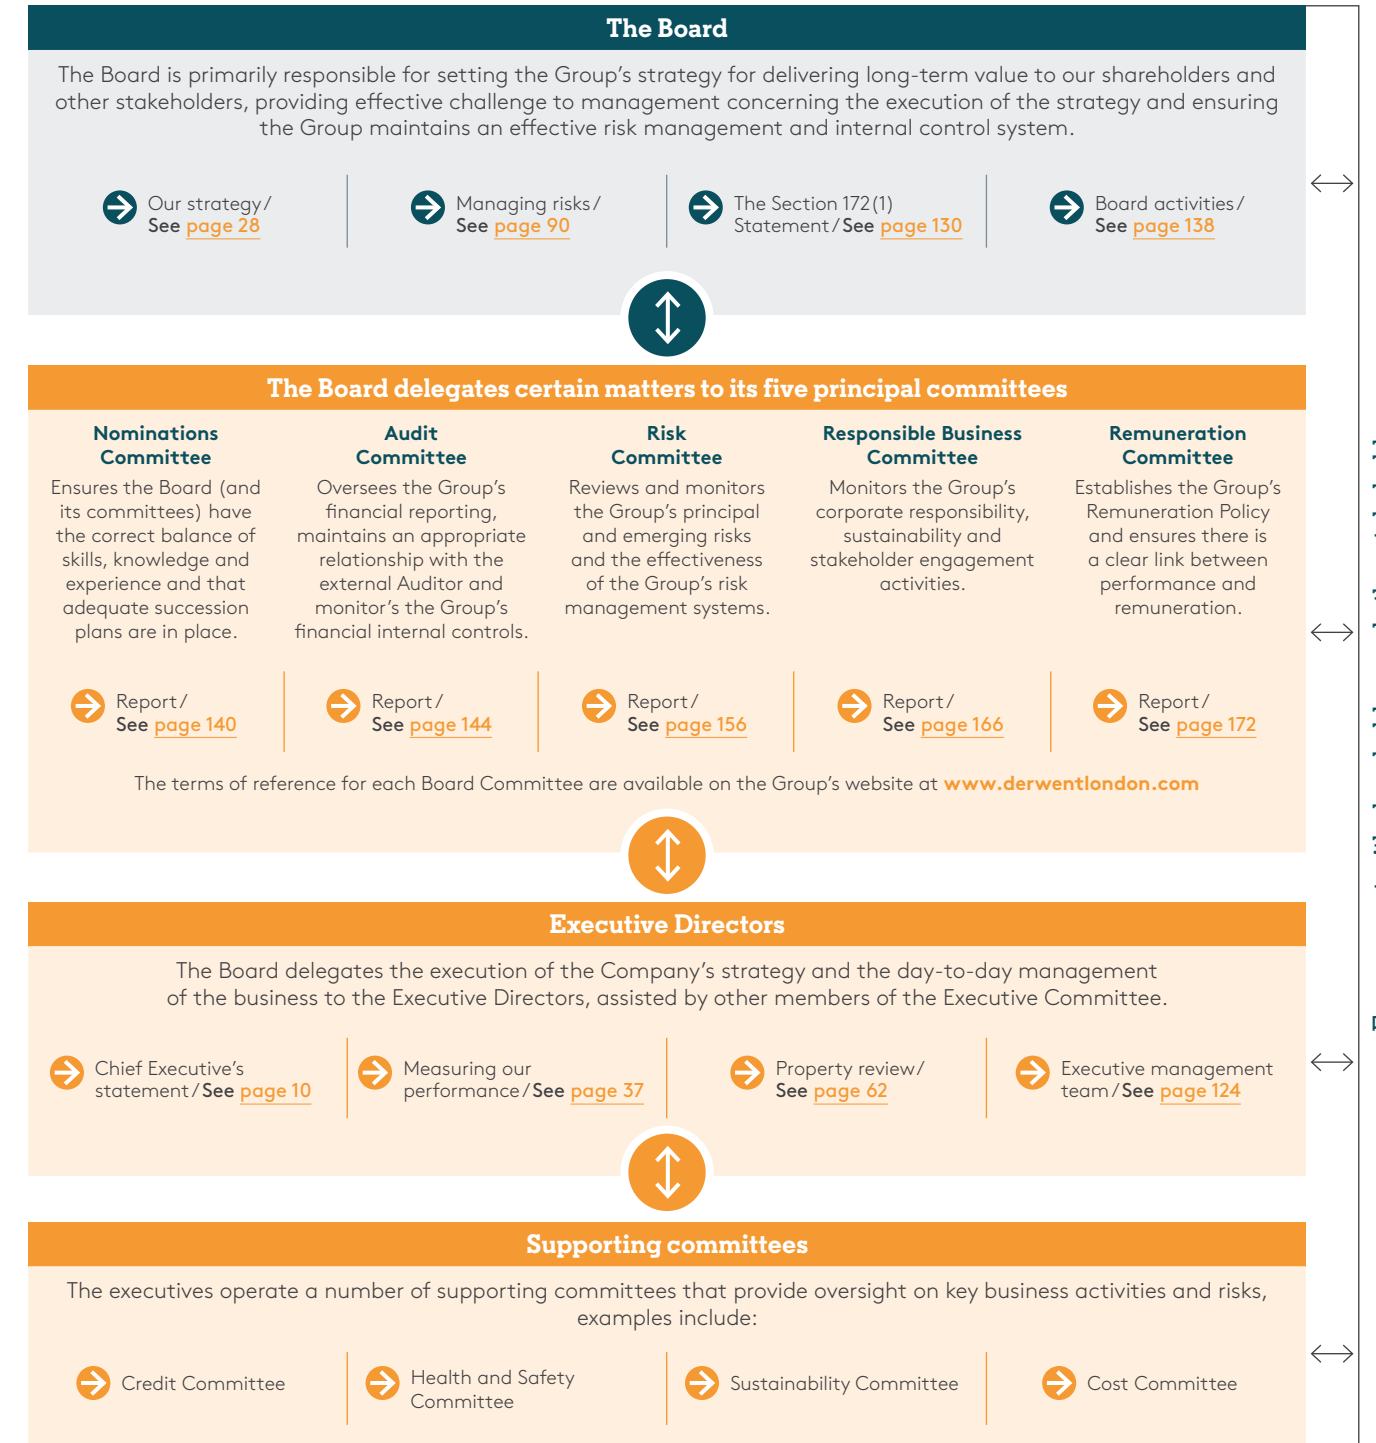 The Board
The Board is primarily responsible for setting the Group’s strategy for delivering long-term value to our shareholders and
other stakeholders, providing effective challenge to management concerning the execution of the strategy and ensuring
the Group maintains an effective risk management and internal control system.
Our strategy/
See page 28
Managing risks/
See page 90
The Section 172(1)
Statement/See page 130
Board activities/
See page 138
The Board delegates certain matters to its five principal committees
Nominations
Committee
Ensures the Board (and
its committees) have
the correct balance of
skills, knowledge and
experience and that
adequate succession
plans are in place.
Report/
See page 140
Audit
Committee
Oversees the Group’s
financial reporting,
maintains an appropriate
relationship with the
external Auditor and
monitor’s the Group’s
financial internal controls.
Report/
See page 144
Risk
Committee
Reviews and monitors
the Group’s principal
and emerging risks
and the effectiveness
of the Group’s risk
management systems.
Report/
See page 156
Responsible Business
Committee
Monitors the Group’s
corporate responsibility,
sustainability and
stakeholder engagement
activities.
Report/
See page 166
Remuneration
Committee
Establishes the Group’s
Remuneration Policy
and ensures there is
a clear link between
performance and
remuneration.
Report/
See page 172
The terms of reference for each Board Committee are available on the Group’s website at www.derwentlondon.com
Executive Directors
The Board delegates the execution of the Company’s strategy and the day-to-day management
of the business to the Executive Directors, assisted by other members of the Executive Committee.
Chief Executive’s
statement/See page 10
Measuring our
performance/See page 37
Property review/
See page 62
Executive management
team/See page 124
Supporting committees
The executives operate a number of supporting committees that provide oversight on key business activities and risks,
examples include:
Credit Committee
Health and Safety
Committee
Sustainability Committee
Cost Committee